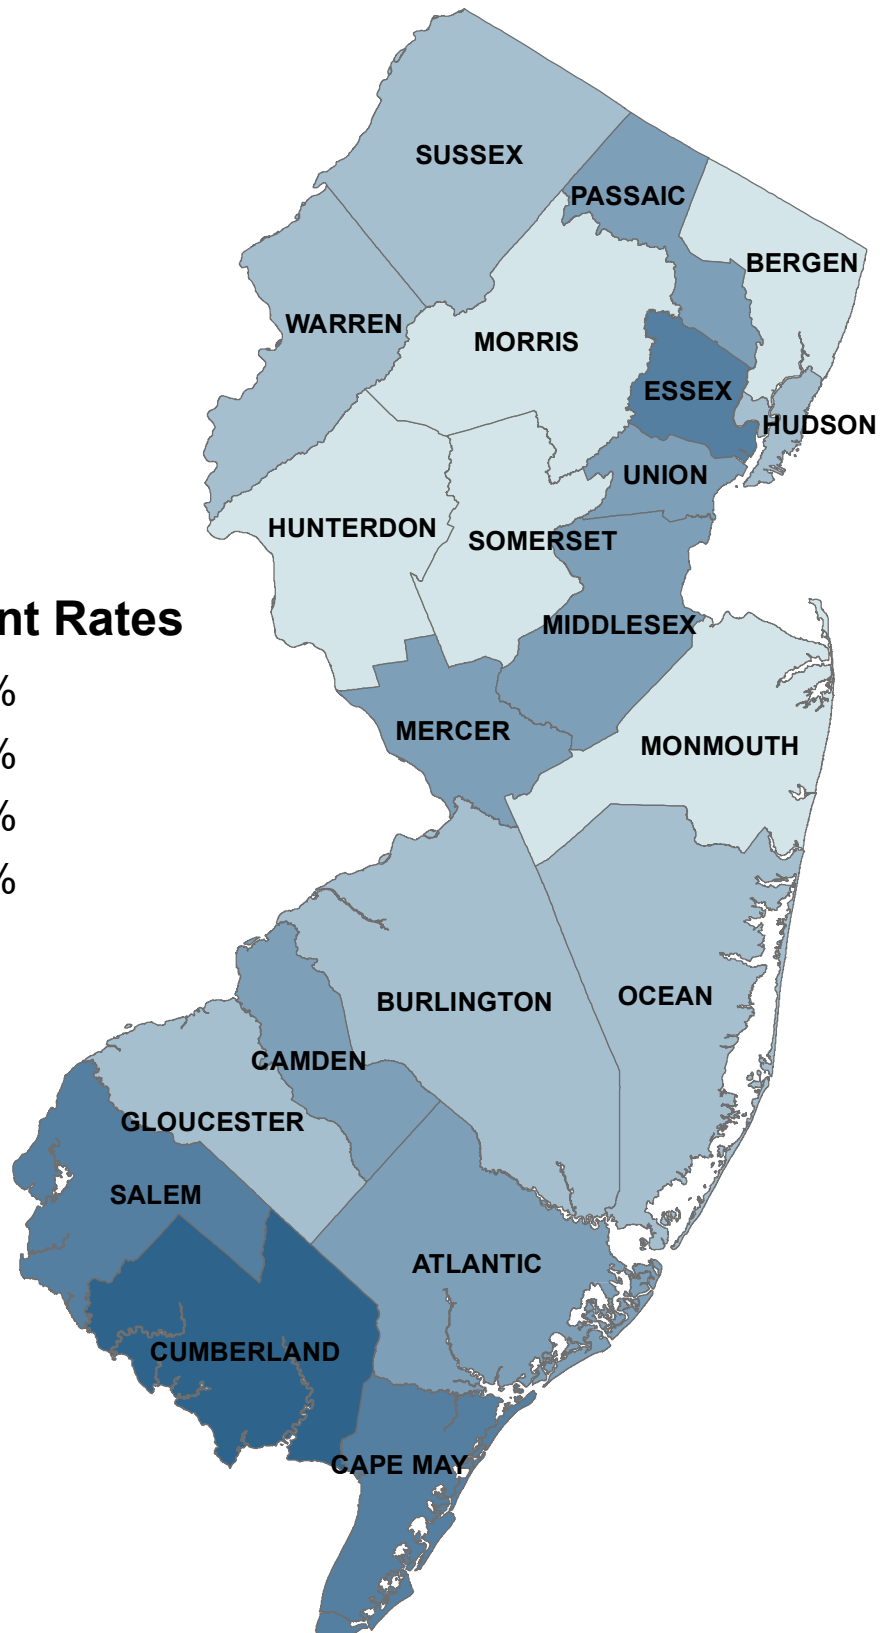 SUSSEX
PASSAIC
BERGEN
WARREN
MORRIS
ESSEX
HUDSON
UNION
HUNTERDON
SOMERSET
nt Rates
MIDDLESEX
%
MERCER
MONMOUTH
%
%
%
OCEAN
BURLINGTON
CAMDEN
GLOUCESTER
SALEM
ATLANTIC
CUMBERLAND
CAPE MAY